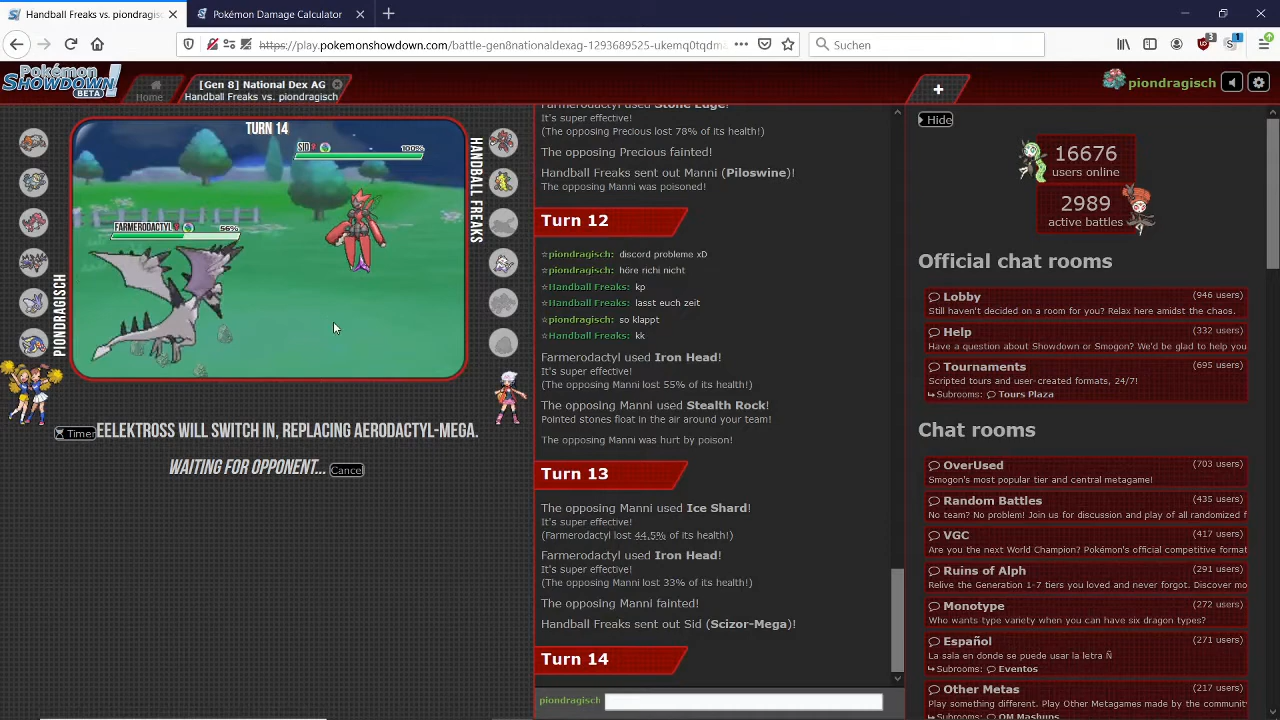 Handball Freaks vs. piondragisc
Pokémon Damage Calculator
https://play.pokemonshowdown.com/battle-gen8nationaldexag-1293689525-ukemq0tqdm
Suchen
3
1
Pokémon
Showdown!
BETA
Home
[Gen 8] National Dex AG
Handball Freaks vs. piondragisch
piondragisch
TURN 14
SID
100%
FARMERODACTYL
56%
PIONDRAGISCH
HANDBALL FREAKS
Timer
EELEKTROSS WILL SWITCH IN, REPLACING AERODACTYL-MEGA.
WAITING FOR OPPONENT...
Cance
Farmerodactyl used Stone Edge!
It's super effective!
(The opposing Precious lost 78% of its health!)
The opposing Precious fainted!
Handball Freaks sent out Manni (Piloswine)!
The opposing Manni was poisoned!
Turn 12
☆piondragisch: discord probleme xD
☆piondragisch: höre richi nicht
☆Handball Freaks: kp
☆Handball Freaks: lasst euch zeit
☆piondragisch: so klappt
☆Handball Freaks: kk
Farmerodactyl used Iron Head!
It's super effective!
(The opposing Manni lost 55% of its health!)
The opposing Manni used Stealth Rock!
Pointed stones float in the air around your team!
The opposing Manni was hurt by poison!
Turn 13
The opposing Manni used Ice Shard!
It's super effective!
(Farmerodactyl lost 44.5% of its health!)
Farmerodactyl used Iron Head!
It's super effective!
(The opposing Manni lost 33% of its health!)
The opposing Manni fainted!
Handball Freaks sent out Sid (Scizor-Mega)!
Turn 14
piondragisch
Hide
16676
users online
2989
active battles
Official chat rooms
Lobby (946 users)
Still haven't decided on a room for you? Relax here amidst the chaos.
Help (332 users)
Have a question about Showdown or Smogon? We'd be glad to help you
Tournaments (695 users)
Scripted tours and user-created formats, 24/7!
Subrooms: Tours Plaza
Chat rooms
OverUsed (703 users)
Smogon's most popular tier and central metagame!
Random Battles (435 users)
No team? No problem! Join us for discussion and play of all randomized f
VGC (417 users)
Are you the next World Champion? Pokémon's official competitive format
Ruins of Alph (291 users)
Relive the Generation 1-7 tiers you loved and never forgot. Discover mo
Monotype (272 users)
Who wants type variety when you can have six dragon types?
Español (271 users)
La sala en donde se puede usar la letra Ñ
Subrooms: Eventos
Other Metas (217 users)
Play something different. Play Other Metagames made by the community
Subrooms: OM Mashups